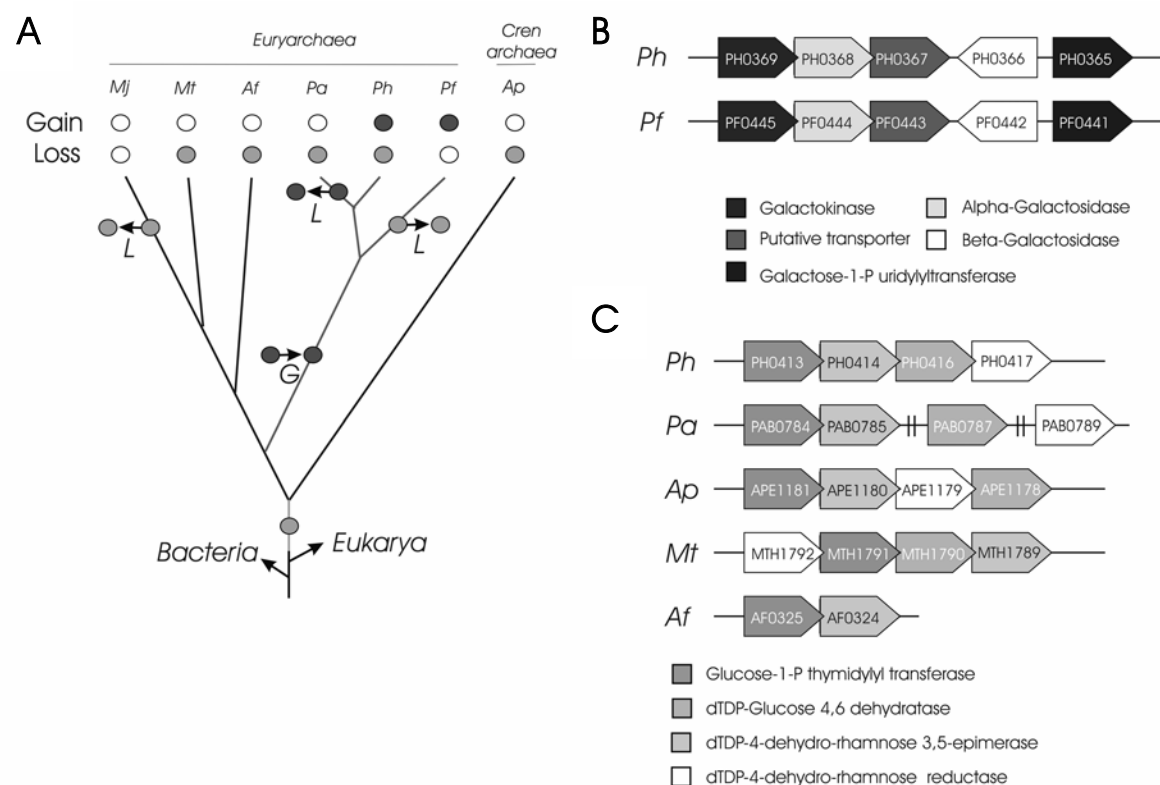 A
Euryarchaea
Cren
archaea
Mj Mt Af Pa Ph Pf Ap
Gain
Loss
L
L
L
G
Bacteria
Eukarya
B
Ph PH0369 PH0368 PH0367 PH0366 PH0365
Pf PF0445 PF0444 PF0443 PF0442 PF0441
Galactokinase Alpha-Galactosidase
Putative transporter Beta-Galactosidase
Galactose-1-P uridylyltransferase
C
Ph PH0413 PH0414 PH0416 PH0417
Pa PAB0784 PAB0785 PAB0787 PAB0789
Ap APE1181 APE1180 APE1179 APE1178
Mt MTH1792 MTH1791 MTH1790 MTH1789
Af AF0325 AF0324
Glucose-1-P thymidylyl transferase
dTDP-Glucose 4,6 dehydratase
dTDP-4-dehydro-rhamnose 3,5-epimerase
dTDP-4-dehydro-rhamnose reductase